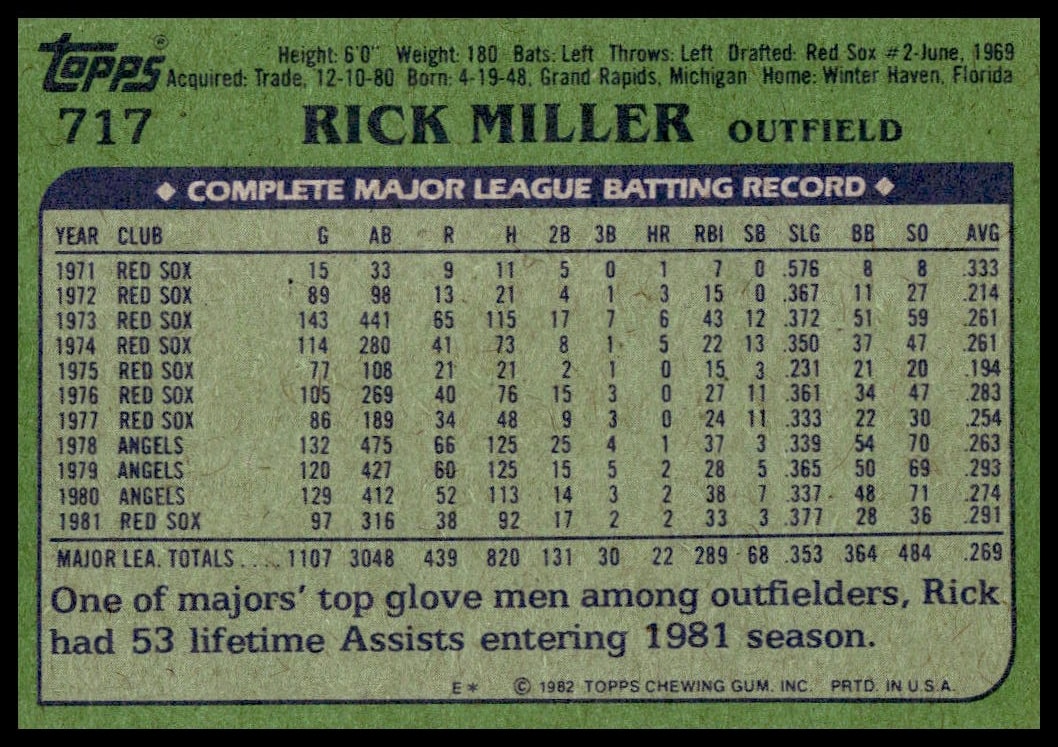 Topps®
Height: 6'0" Weight: 180 Bats: Left Throws: Left Drafted: Red Sox #2-June, 1969
Acquired: Trade, 12-10-80 Born: 4-19-48, Grand Rapids, Michigan Home: Winter Haven, Florida
717 RICK MILLER OUTFIELD
◆ COMPLETE MAJOR LEAGUE BATTING RECORD ◆
YEAR CLUB G AB R H 2B 3B HR RBI SB SLG BB SO AVG
1971 RED SOX 15 33 9 11 5 0 1 7 0 .576 8 8 .333
1972 RED SOX 89 98 13 21 4 1 3 15 0 .367 11 27 .214
1973 RED SOX 143 441 65 115 17 7 6 43 12 .372 51 59 .261
1974 RED SOX 114 280 41 73 8 1 5 22 13 .350 37 47 .261
1975 RED SOX 77 108 21 21 2 1 0 15 3 .231 21 20 .194
1976 RED SOX 105 269 40 76 15 3 0 27 11 .361 34 47 .283
1977 RED SOX 86 189 34 48 9 3 0 24 11 .333 22 30 .254
1978 ANGELS 132 475 66 125 25 4 1 37 3 .339 54 70 .263
1979 ANGELS 120 427 60 125 15 5 2 28 5 .365 50 69 .293
1980 ANGELS 129 412 52 113 14 3 2 38 7 .337 48 71 .274
1981 RED SOX 97 316 38 92 17 2 2 33 3 .377 28 36 .291
MAJOR LEA. TOTALS .... 1107 3048 439 820 131 30 22 289 68 .353 364 484 .269
One of majors' top glove men among outfielders, Rick
had 53 lifetime Assists entering 1981 season.
E* © 1982 TOPPS CHEWING GUM. INC. PRTD. IN U.S.A.